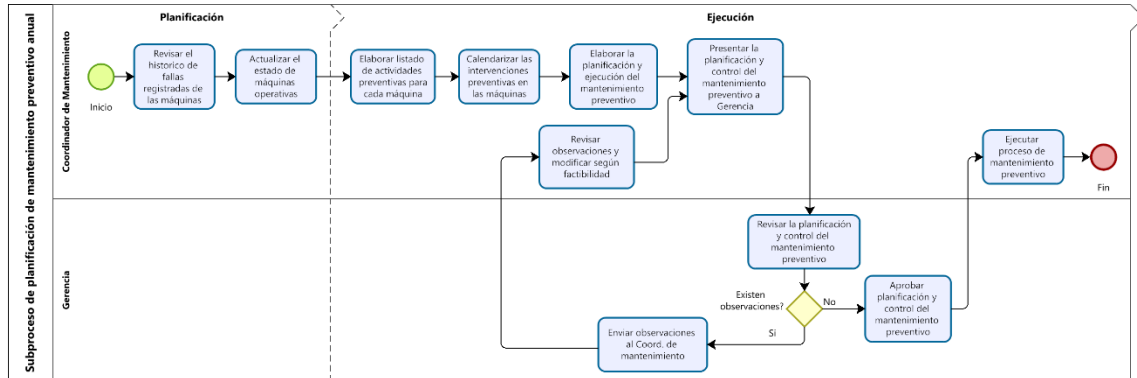 Subproceso de planificación de mantenimiento preventivo anual
Planificación
Ejecución
Coordinador de Mantenimiento
Inicio
Revisar el
historico de
fallas
registradas de
las máquinas
Actualizar el
estado de
máquinas
operativas
Elaborar listado
de actividades
preventivas para
cada máquina
Calendarizar las
intervenciones
preventivas en
las máquinas
Elaborar la
planificación y
ejecución del
mantenimiento
preventivo
Presentar la
planificación y
control del
mantenimiento
preventivo a
Gerencia
Revisar
observaciones y
modificar según
factibilidad
Ejecutar
proceso de
mantenimiento
preventivo
Fin
Gerencia
Revisar la planificación
y control del
mantenimiento
preventivo
Existen
observaciones?
No
Si
Aprobar
planificación y
control del
mantenimiento
preventivo
Enviar observaciones
al Coord. de
mantenimiento